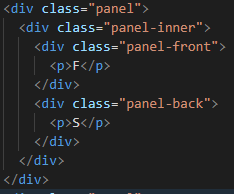 <div class="panel">
<div class="panel-inner">
<div class="panel-front">
<p>F</p>
</div>
<div class="panel-back">
<p>S</p>
</div>
</div>
</div>